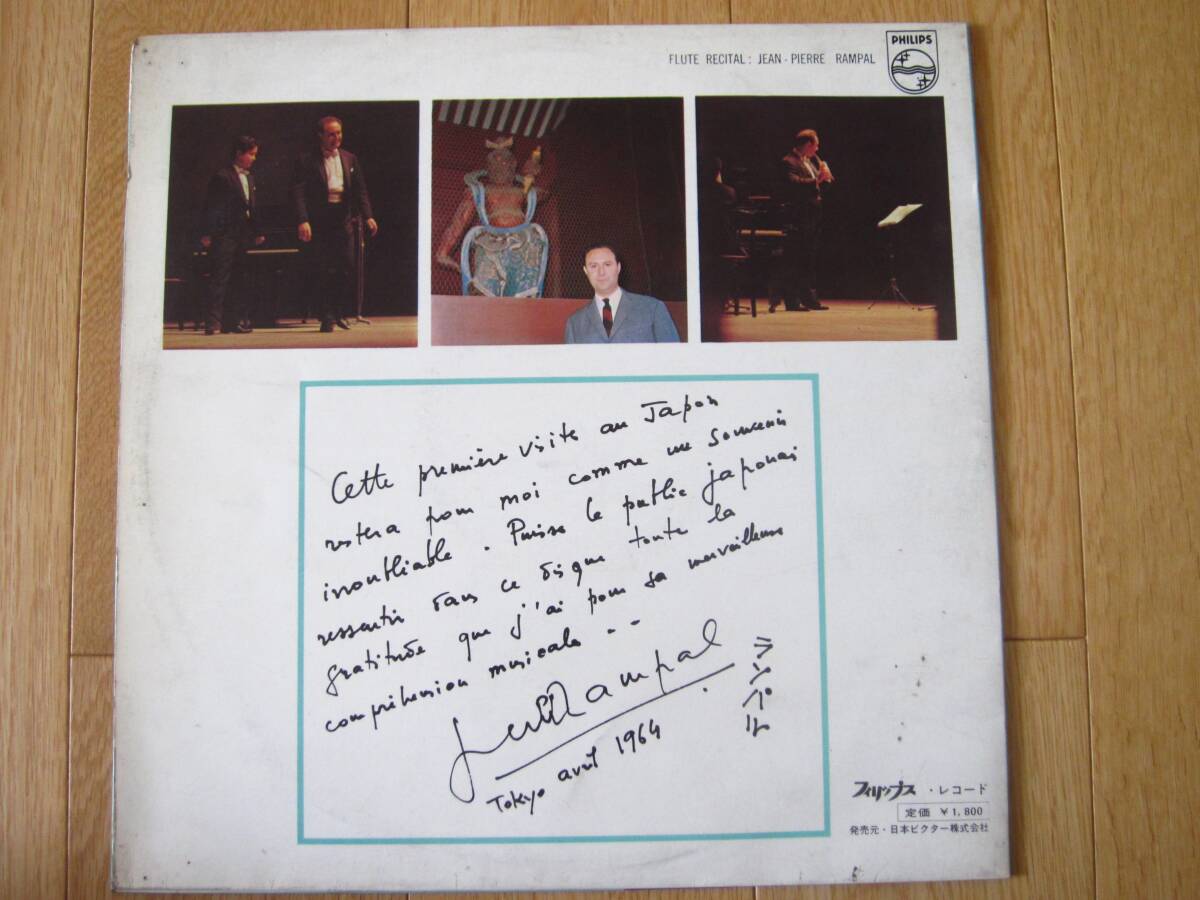 FLUTE RECITAL: JEAN-PIERRE RAMPAL
PHILIPS
Cette première visite au Japon
restera pour moi comme un souvenir
inoubliable. Puisse le public japonais
ressentir dans ce disque toute la
gratitude que j'ai pour sa merveilleuse
compréhension musicale..
Rampal
ランパル
Tokyo avril 1964
フィリップス・レコード
定価 ¥1,800
発売元・日本ビクター株式会社